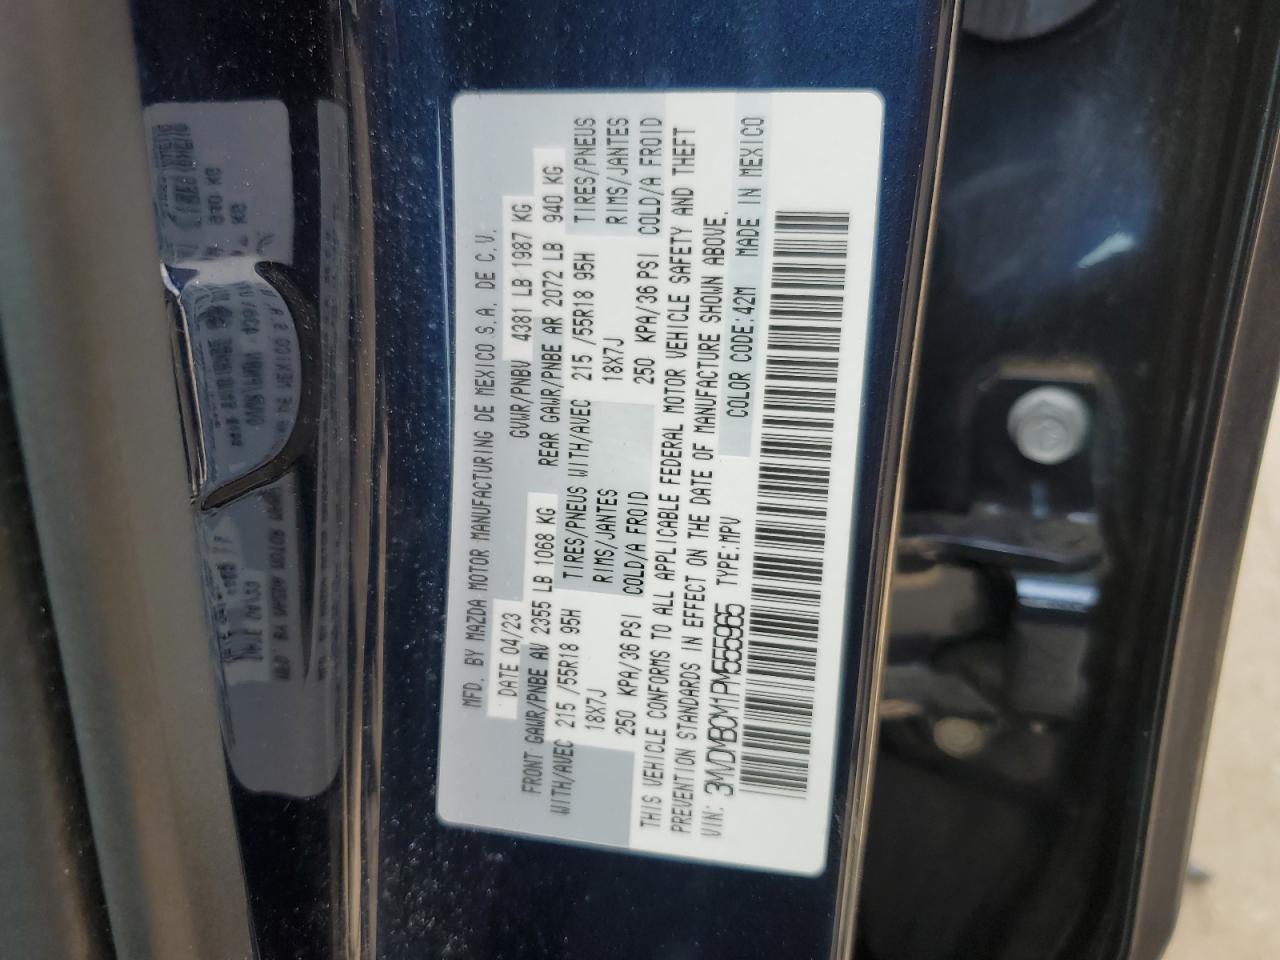 MFD. BY MAZDA MOTOR MANUFACTURING DE MEXICO S.A. DE C.V.
DATE 04/23 GVWR/PNBV 4381 LB 1987 KG
FRONT GAWR/PNBE AV 2355 LB 1068 KG REAR GAWR/PNBE AR 2072 LB 940 KG
WITH/AVEC 215 /55R18 95H TIRES/PNEUS WITH/AVEC 215 /55R18 95H TIRES/PNEUS
18X7J RIMS/JANTES 18X7J RIMS/JANTES
250 KPA/36 PSI COLD/A FROID 250 KPA/36 PSI COLD/A FROID
THIS VEHICLE CONFORMS TO ALL APPLICABLE FEDERAL MOTOR VEHICLE SAFETY AND THEFT
PREVENTION STANDARDS IN EFFECT ON THE DATE OF MANUFACTURE SHOWN ABOVE.
VIN: 3MVDMBCM1PM555965 TYPE:MPV COLOR CODE:42M MADE IN MEXICO